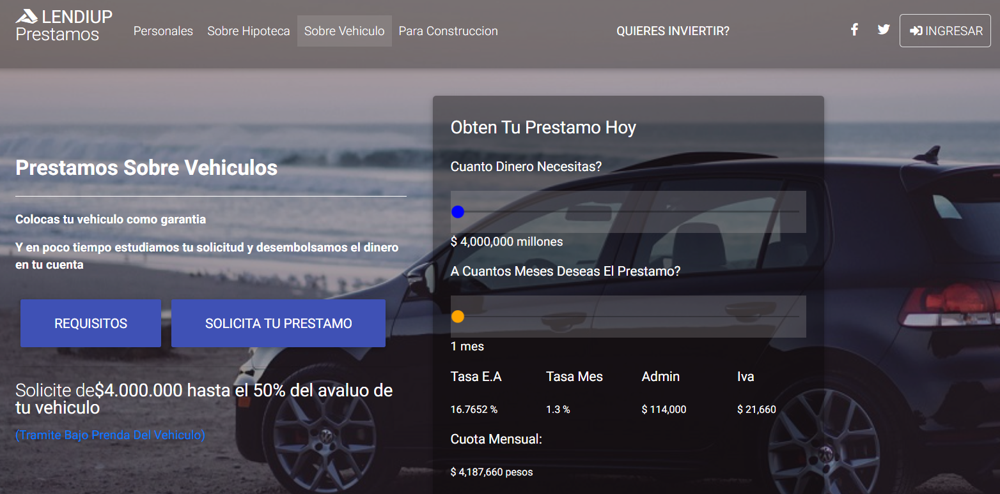 LENDIUP
Prestamos
Personales
Sobre Hipoteca
Sobre Vehiculo
Para Construccion
QUIERES INVIERTIR?
INGRESAR
Prestamos Sobre Vehiculos
Colocas tu vehiculo como garantia
Y en poco tiempo estudiamos tu solicitud y desembolsamos el dinero
en tu cuenta
REQUISITOS
SOLICITA TU PRESTAMO
Solicite de$4.000.000 hasta el 50% del avaluo de
tu vehiculo
(Tramite Bajo Prenda Del Vehiculo)
Obten Tu Prestamo Hoy
Cuanto Dinero Necesitas?
$ 4,000,000 millones
A Cuantos Meses Deseas El Prestamo?
1 mes
Tasa E.A Tasa Mes Admin Iva
16.7652 % 1.3 % $ 114,000 $ 21,660
Cuota Mensual:
$ 4,187,660 pesos